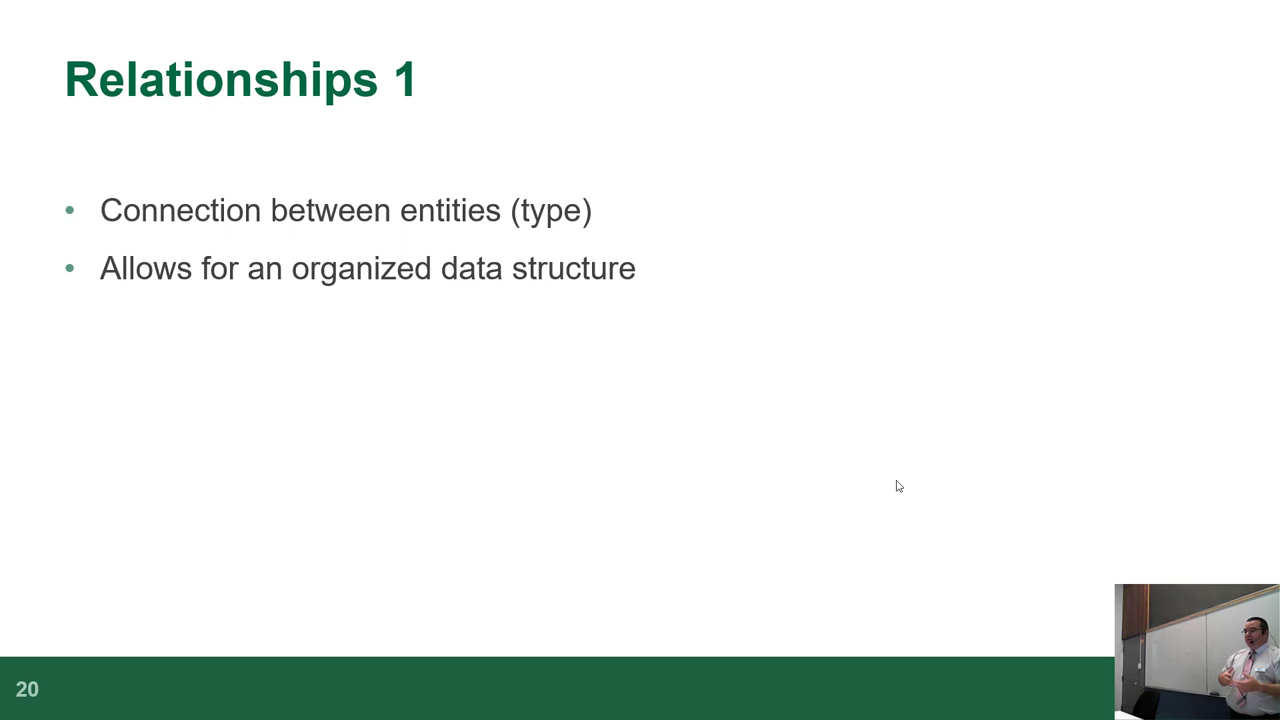 Relationships 1
• Connection between entities (type)
• Allows for an organized data structure
20